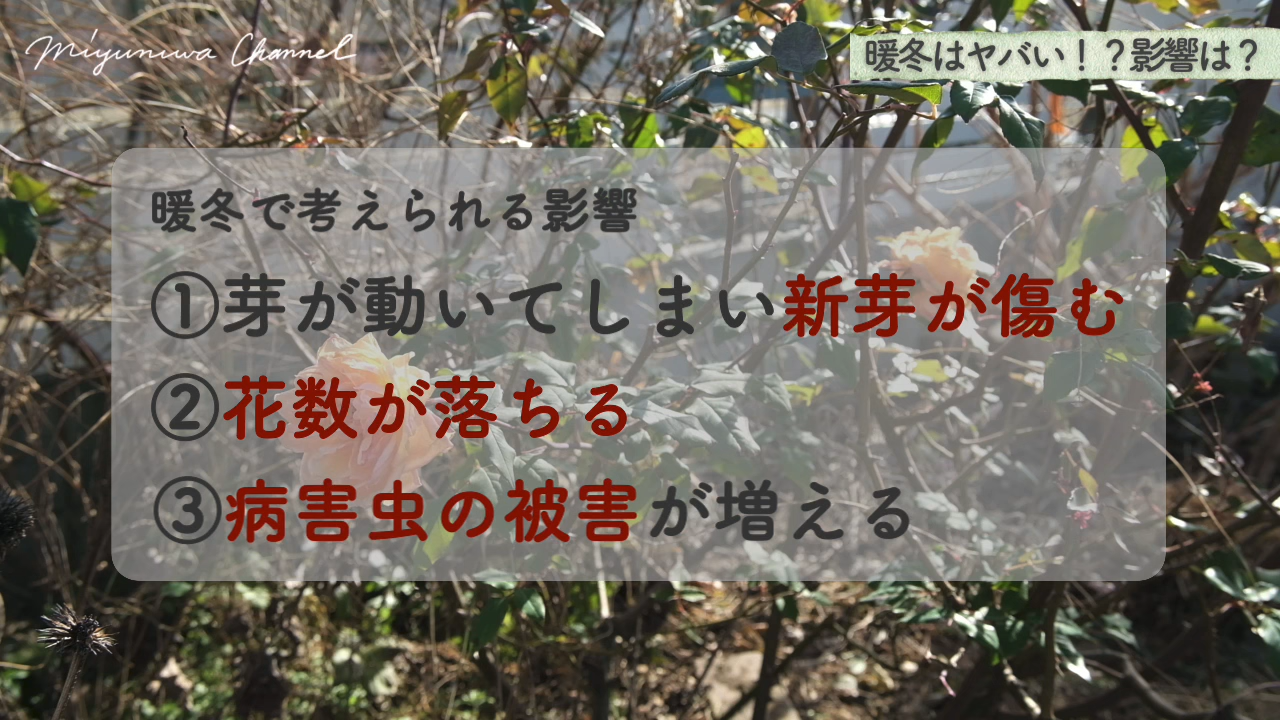 Miyuniwa Channel
暖冬はヤバい！？影響は？
暖冬で考えられる影響
①芽が動いてしまい新芽が傷む
②花数が落ちる
③病害虫の被害が増える